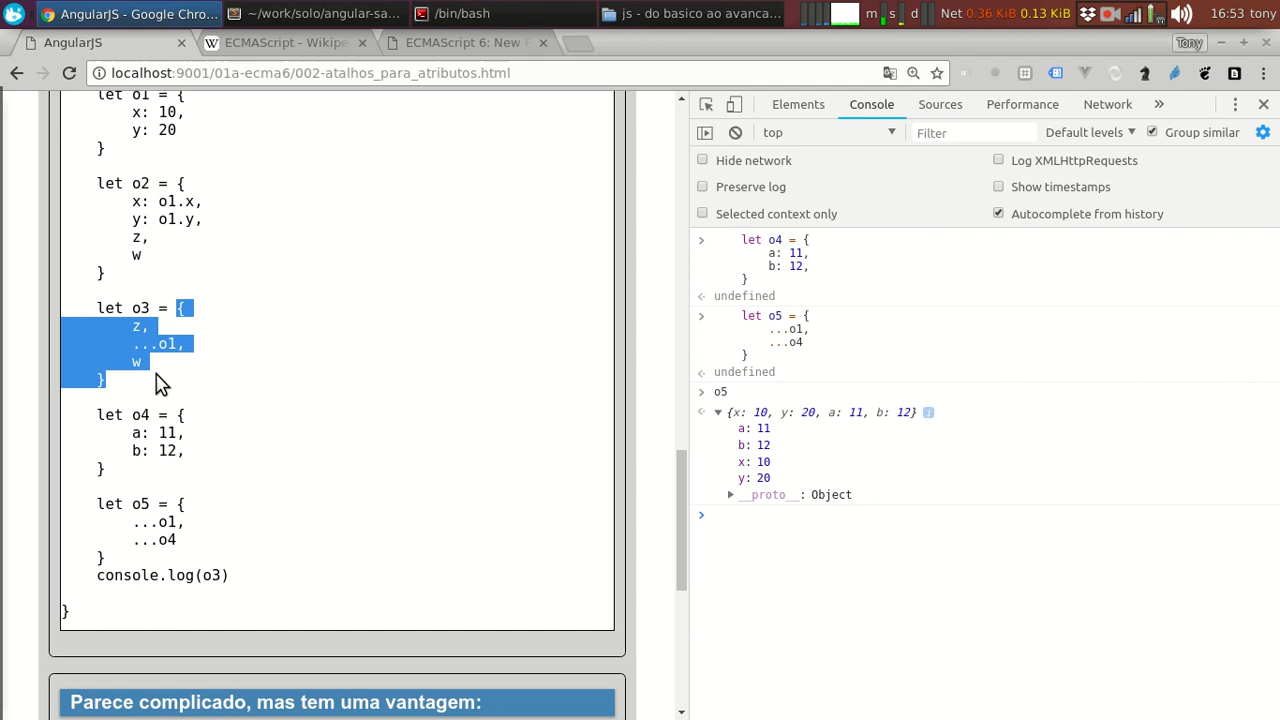 AngularJS - Google Chro...
~/work/solo/angular-sa...
/bin/bash
js - do basico ao avanca...
m s d Net 0.36 KiB 0.13 KiB
16:53 tony
AngularJS
ECMAScript - Wikipe
ECMAScript 6: New F
Tony
localhost:9001/01a-ecma6/002-atalhos_para_atributos.html
let o1 = {
x: 10,
y: 20
}
let o2 = {
x: o1.x,
y: o1.y,
z,
w
}
let o3 = {
z,
...o1,
w
}
let o4 = {
a: 11,
b: 12,
}
let o5 = {
...o1,
...o4
}
console.log(o3)
}
Parece complicado, mas tem uma vantagem:
Elements Console Sources Performance Network »
top Filter Default levels Group similar
Hide network Log XMLHttpRequests
Preserve log Show timestamps
Selected context only Autocomplete from history
> let o4 = {
a: 11,
b: 12,
}
undefined
> let o5 = {
...o1,
...o4
}
undefined
> o5
{x: 10, y: 20, a: 11, b: 12}
a: 11
b: 12
x: 10
y: 20
__proto__: Object
>